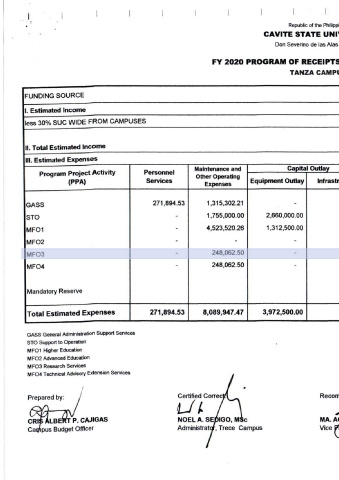 Republic of the Philippi
CAVITE STATE UNI
Don Severino de las Alas
FY 2020 PROGRAM OF RECEIPTS
TANZA CAMPU
FUNDING SOURCE
I. Estimated Income
less 30% SUC WIDE FROM CAMPUSES
II. Total Estimated Income
III. Estimated Expenses
Program Project Activity (PPA) Personnel Services Maintenance and Other Operating Expenses Capital Outlay
Equipment Outlay Infrastr
GASS 271,894.53 1,315,302.21 -
STO - 1,755,000.00 2,660,000.00
MFO1 - 4,523,520.26 1,312,500.00
MFO2 - - -
MFO3 - 248,062.50
MFO4 - 248,062.50
Mandatory Reserve
Total Estimated Expenses 271,894.53 8,089,947.47 3,972,500.00
GASS General Administration Support Services
STO Support to Operation
MFO1 Higher Education
MFO2 Advanced Education
MFO3 Research Services
MFO4 Technical Advisory Extension Services
Prepared by: Certified Correct: Recom
CRIS ALBERT P. CAJIGAS NOEL A. SEDIGO, MSc MA. A
Campus Budget Officer Administrator, Trece Campus Vice